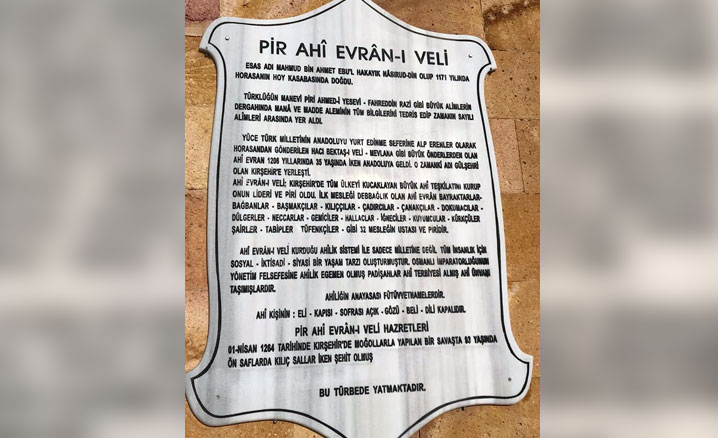 PİR AHÎ EVRÂN-I VELİ
ESAS ADI MAHMUD BİN AHMET EBU'L HAKAYIK NÂSIRUD-DİN OLUP 1171 YILINDA
HORASANIN HOY KASABASINDA DOĞDU.
TÜRKLÜĞÜN MANEVİ PİRİ AHMED-İ YESEVİ - FAHREDDİN RAZİ GİBİ BÜYÜK ALİMLERİN
DERGAHINDA MANÂ VE MADDE ALEMİNİN TÜM BİLGİLERİNİ TEDRİS EDİP ZAMANIN SAYILI
ALİMLERİ ARASINDA YER ALDI.
YÜCE TÜRK MİLLETİNİN ANADOLUYU YURT EDİNME SEFERİNE ALP ERENLER OLARAK
HORASANDAN GÖNDERİLEN HACI BEKTAŞ-I VELİ - MEVLANA GİBİ BÜYÜK ÖNDERLERDEN OLAN
AHÎ EVRAN 1206 YILLARINDA 35 YAŞINDA İKEN ANADOLUYA GELDİ. O ZAMANKİ ADI GÜLŞEHRİ
OLAN KIRŞEHİR'E YERLEŞTİ.
AHİ EVRÂN-I VELİ; KIRŞEHİR'DE TÜM ÜLKEYİ KUCAKLAYAN BÜYÜK AHİ TEŞKİLATINI KURUP
ONUN LİDERİ VE PİRİ OLDU. İLK MESLEĞİ DEBBAĞLIK OLAN AHİ EVRÂN BAYRAKTARLAR-
BAĞBANLAR - BAŞMAKÇILAR - KILIÇÇILAR - ÇADIRCILAR - ÇANAKÇILAR - DOKUMACILAR -
DÜLGERLER - NECCARLAR - GEMİCİLER - HALLACLAR - İĞNECİLER - KUYUMCULAR - KÜRKÇÜLER
ŞAİRLER - TABİPLER TÜFENKÇİLER - GİBİ 32 MESLEĞİN USTASI VE PİRİDİR.
AHİ EVRÂN-I VELİ KURDUĞU AHİLİK SİSTEMİ İLE SADECE MİLLETİNE DEĞİL TÜM İNSANLIK İÇİN
SOSYAL - İKTİSADİ - SİYASİ BİR YAŞAM TARZI OLUŞTURMUŞTUR. OSMANLI İMPARATORLUĞUNUN
YÖNETİM FELSEFESİNE AHİLİK EGEMEN OLMUŞ PADİŞAHLAR AHİ TERBİYESİ ALMIŞ AHİ ÜNVANI
TAŞIMIŞLARDIR.
AHİLİĞİN ANAYASASI FÜTÜVVETNAMELERDİR.
AHİ KİŞİNİN : ELİ - KAPISI - SOFRASI AÇIK - GÖZÜ - BELİ - DİLİ KAPALIDIR.
PİR AHİ EVRÂN-I VELİ HAZRETLERİ
01-NİSAN 1264 TARİHİNDE KIRŞEHİR'DE MOĞOLLARLA YAPILAN BİR SAVAŞTA 93 YAŞINDA
ÖN SAFLARDA KILIÇ SALLAR İKEN ŞEHİT OLMUŞ
BU TÜRBEDE YATMAKTADIR.